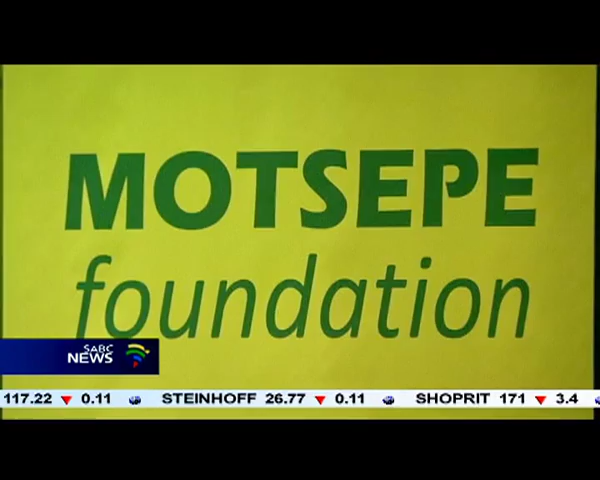 MOTSEPE
foundation
SABC
NEWS
117.22 ▼ 0.11 STEINHOFF 26.77 ▼ 0.11 SHOPRIT 171 ▼ 3.4